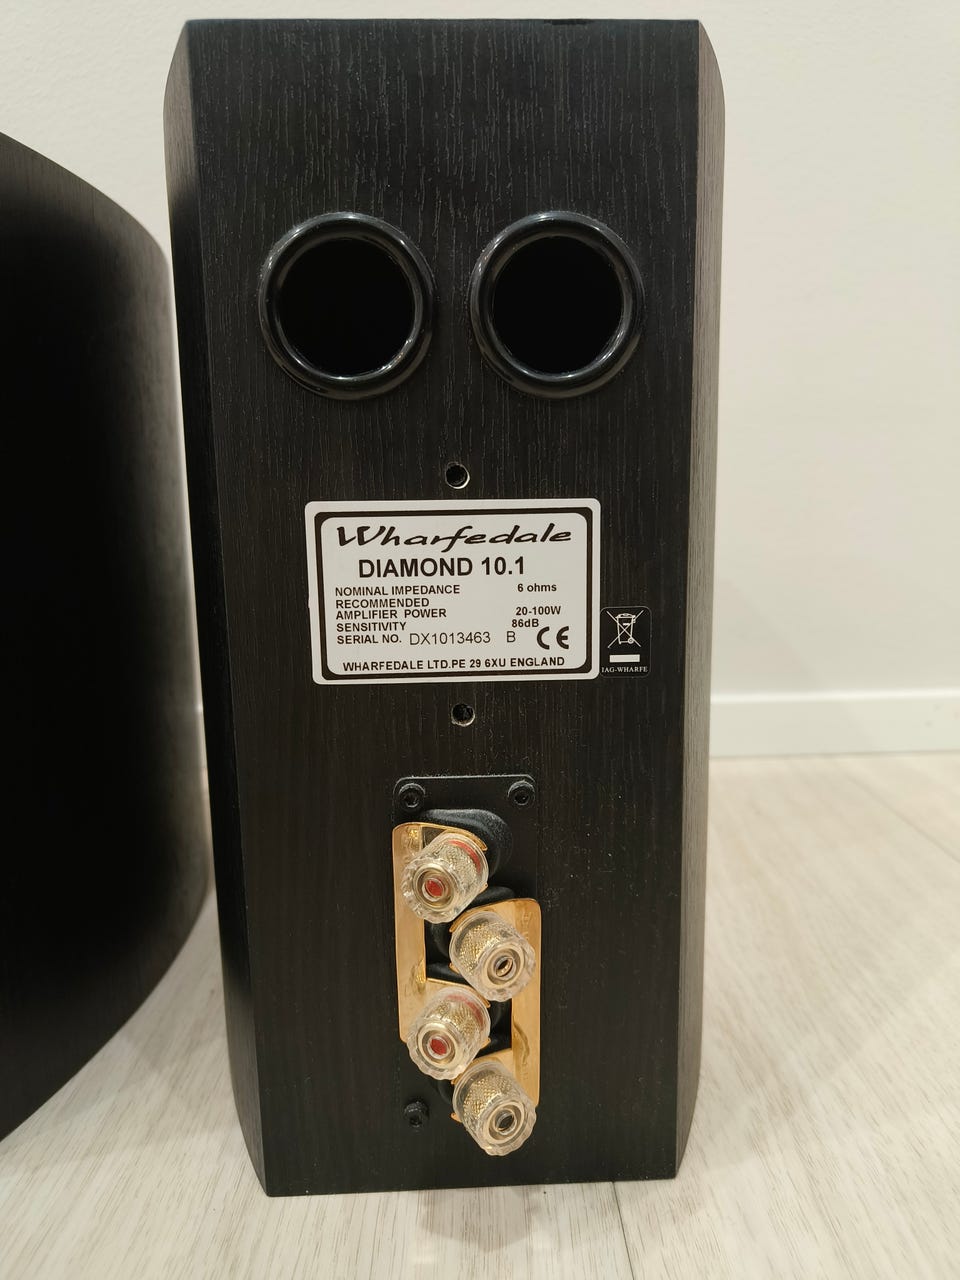 Wharfedale
DIAMOND 10.1
NOMINAL IMPEDANCE 6 ohms
RECOMMENDED
AMPLIFIER POWER 20-100W
SENSITIVITY 86dB
SERIAL NO. DX1013463 B CE
WHARFEDALE LTD.PE 29 6XU ENGLAND
IAG-WHARFE